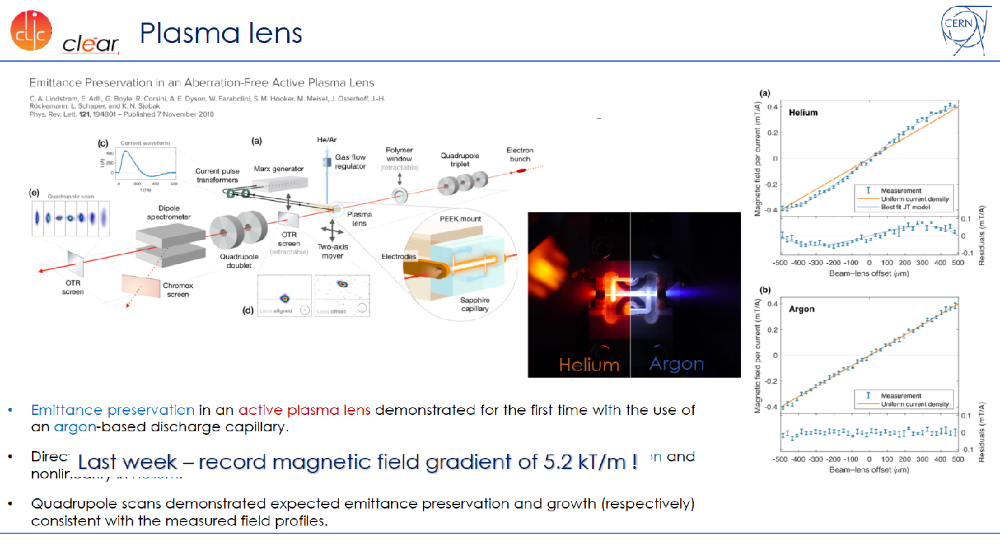 clic
clear
Plasma lens
CERN
Emittance Preservation in an Aberration-Free Active Plasma Lens
C. A. Lindstrøm, E. Adli, G. Boyle, R. Corsini, A. E. Dyson, W. Farabolini, S. M. Hooker, M. Meisel, J. Osterhoff, J.-H.
Röckemann, L. Schaper, and K. N. Sjobak
Phys. Rev. Lett. 121, 194801 – Published 7 November 2018
(c)
Current waveform
I (A)
400
200
0
0 200 400 600
t (ns)
(a)
Current pulse
transformers
Marx generator
He/Ar
Gas flow
regulator
Polymer
window
(retractable)
Quadrupole
triplet
Electron
bunch
(e)
Quadrupole scan
Dipole
spectrometer
Plasma
lens
OTR
screen
(retractable)
Two-axis
mover
Quadrupole
doublet
OTR
screen
Chromox
screen
(d)
Lens aligned
Lens offset
PEEK mount
Electrodes
Sapphire
capillary
Helium
Argon
(a)
Helium
Magnetic field per current (mT/A)
0.4
0.2
0
-0.2
-0.4
Measurement
Uniform current density
Best fit JT model
0.1
0
-0.1
Residuals (mT/A)
-500 -400 -300 -200 -100 0 100 200 300 400 500
Beam–lens offset (μm)
(b)
Argon
Magnetic field per current (mT/A)
0.4
0.2
0
-0.2
-0.4
Measurement
Uniform current density
0.1
0
-0.1
Residuals (mT/A)
-500 -400 -300 -200 -100 0 100 200 300 400 500
Beam–lens offset (μm)
• Emittance preservation in an active plasma lens demonstrated for the first time with the use of
an argon-based discharge capillary.
• and
Last week – record magnetic field gradient of 5.2 kT/m !
• Quadrupole scans demonstrated expected emittance preservation and growth (respectively)
consistent with the measured field profiles.